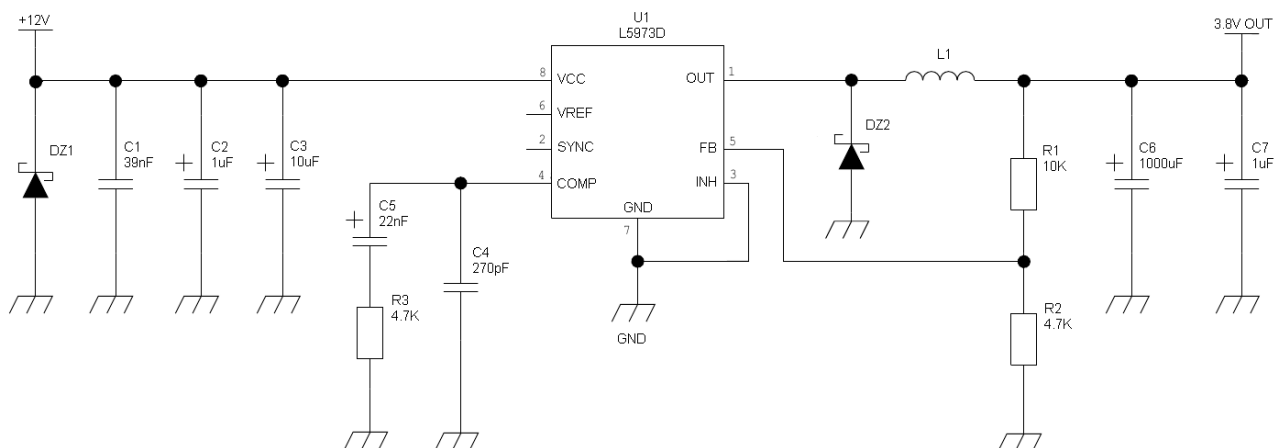 +12V
3.8V OUT
U1
L5973D
L1
8
VCC
OUT
1
6
VREF
2
SYNC
FB
5
4
COMP
INH
3
GND
7
DZ1
C1
39nF
C2
1uF
C3
10uF
DZ2
R1
10K
C6
1000uF
C7
1uF
C5
22nF
C4
270pF
R3
4.7K
R2
4.7K
GND